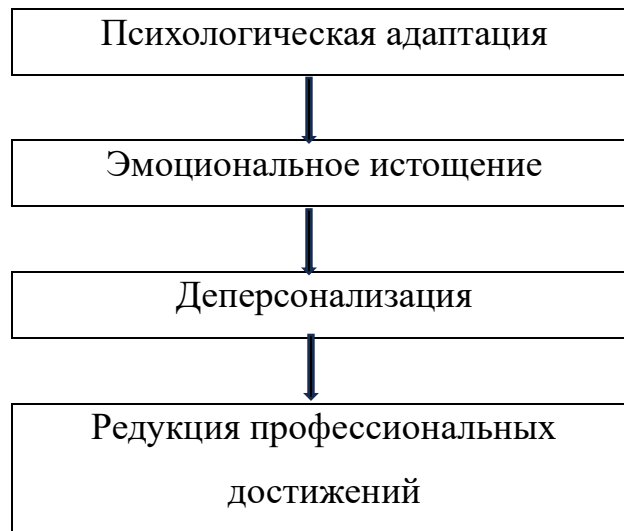 Психологическая адаптация
Эмоциональное истощение
Деперсонализация
Редукция профессиональных
достижений